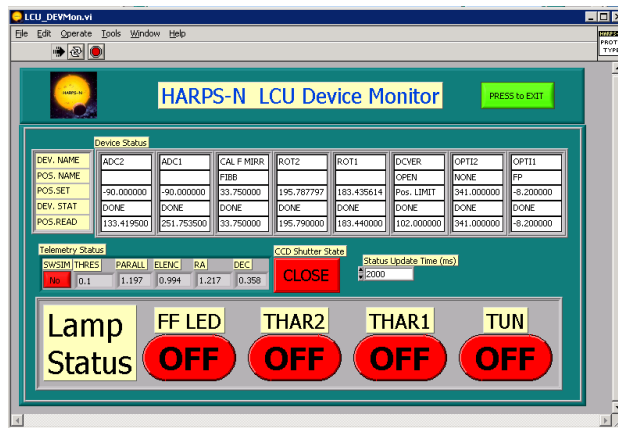 LCU_DEVMon.vi
File Edit Operate Tools Window Help
HARPS
PROT
TYPE
HARPS-N
HARPS-N LCU Device Monitor
PRESS to EXIT
Device Status
DEV. NAME ADC2 ADC1 CAL F MIRR ROT2 ROT1 DCVER OPTI2 OPTI1
POS. NAME FIBB OPEN NONE FP
POS.SET -90.000000 -90.000000 33.750000 195.787797 183.435614 Pos. LIMIT 341.000000 -8.200000
DEV. STAT DONE DONE DONE DONE DONE DONE DONE DONE
POS.READ 133.419500 251.753500 33.750000 195.790000 183.440000 102.000000 341.000000 -8.200000
Telemetry Status
SWSIM THRES PARALL ELENC RA DEC
No 0.1 1.197 0.994 1.217 0.358
CCD Shutter State
CLOSE
Status Update Time (ms)
2000
Lamp Status
FF LED THAR2 THAR1 TUN
OFF OFF OFF OFF